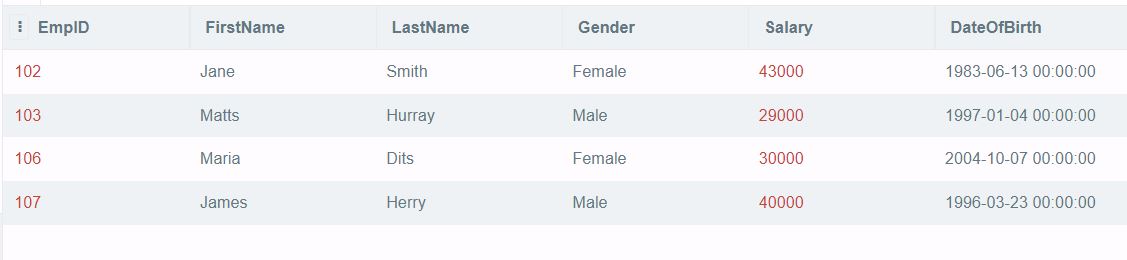 EmpID FirstName LastName Gender Salary DateOfBirth
102 Jane Smith Female 43000 1983-06-13 00:00:00
103 Matts Hurray Male 29000 1997-01-04 00:00:00
106 Maria Dits Female 30000 2004-10-07 00:00:00
107 James Herry Male 40000 1996-03-23 00:00:00